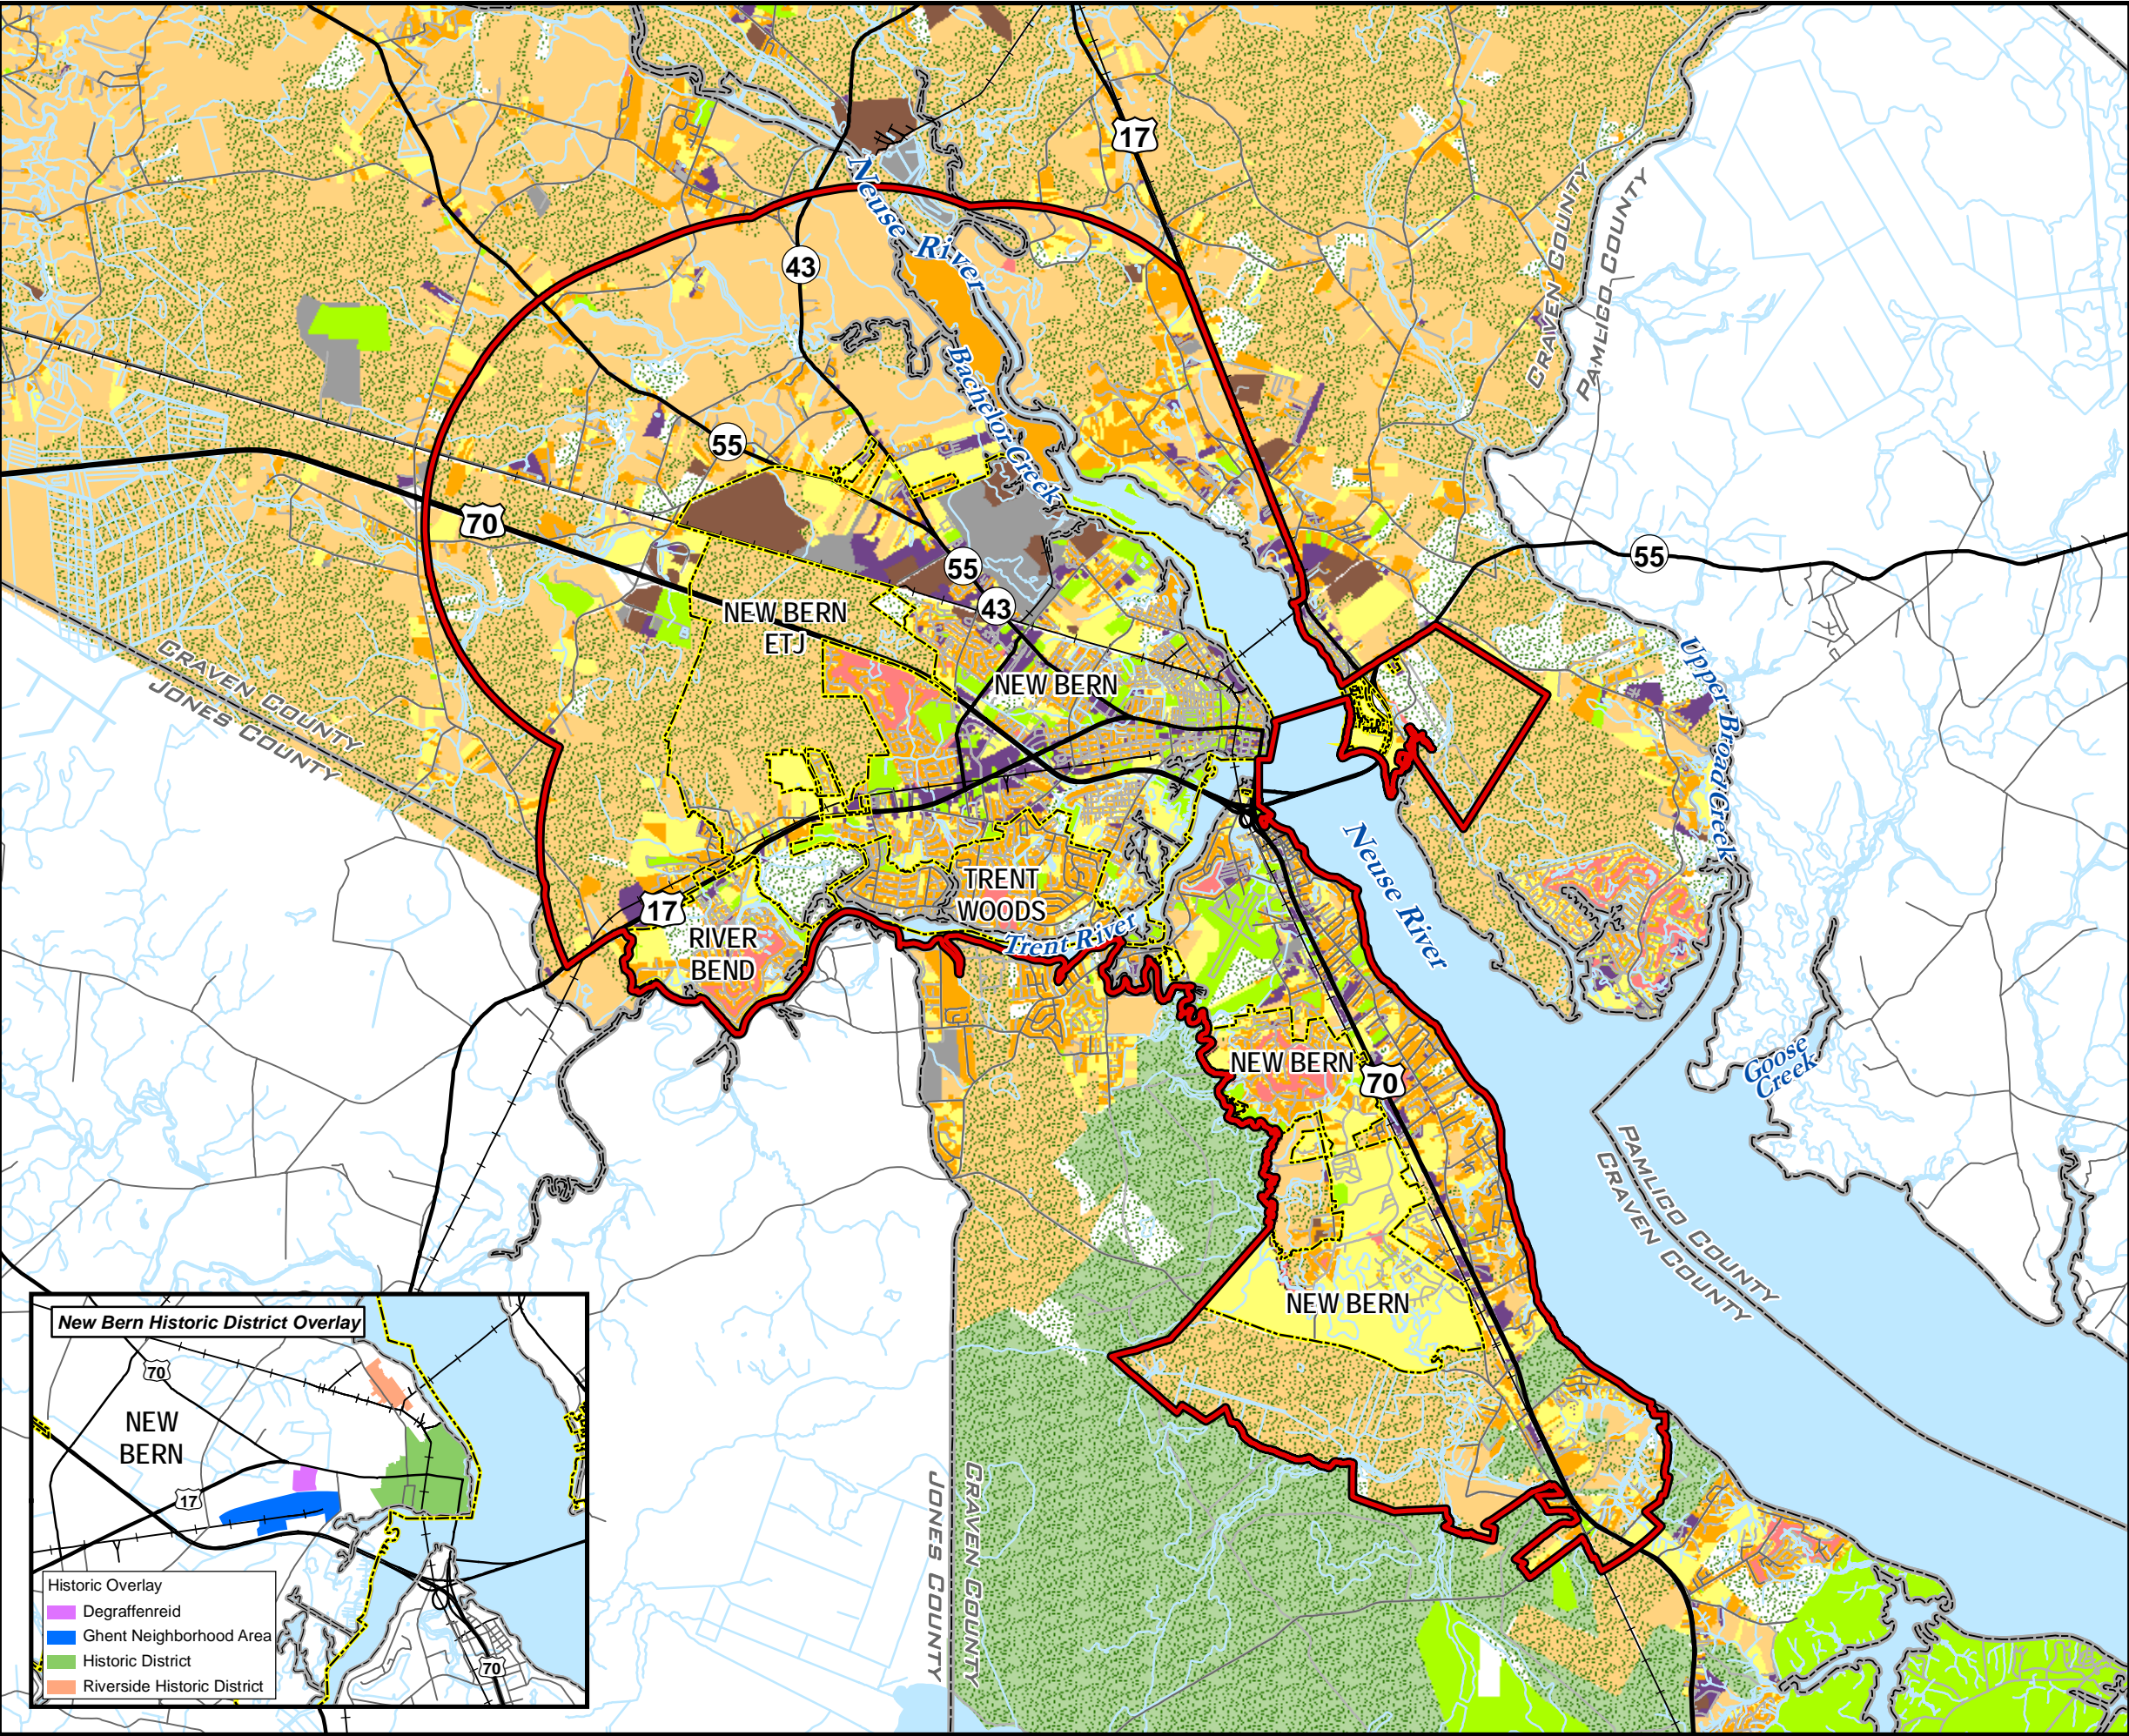 17
Neuse River
43
CRAVEN COUNTY
PAMLICO COUNTY
Bachelor Creek
55
70
55
55
43
NEW BERN
ETJ
NEW BERN
CRAVEN COUNTY
JONES COUNTY
Upper Broad Creek
Neuse River
TRENT
WOODS
17
RIVER
BEND
Trent River
NEW BERN
70
Goose
Creek
PAMLICO COUNTY
CRAVEN COUNTY
NEW BERN
JONES COUNTY
CRAVEN COUNTY
New Bern Historic District Overlay
70
NEW
BERN
17
70
Historic Overlay
Degraffenreid
Ghent Neighborhood Area
Historic District
Riverside Historic District